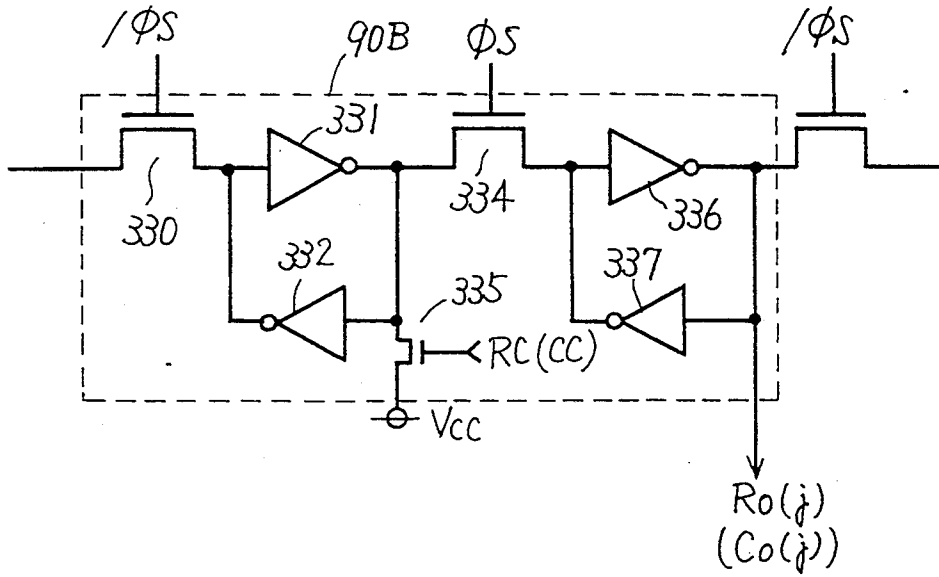 /ΦS
90B
ΦS
/ΦS
331
330
334
336
332
335
337
RC(CC)
Vcc
Ro(j)
(Co(j))